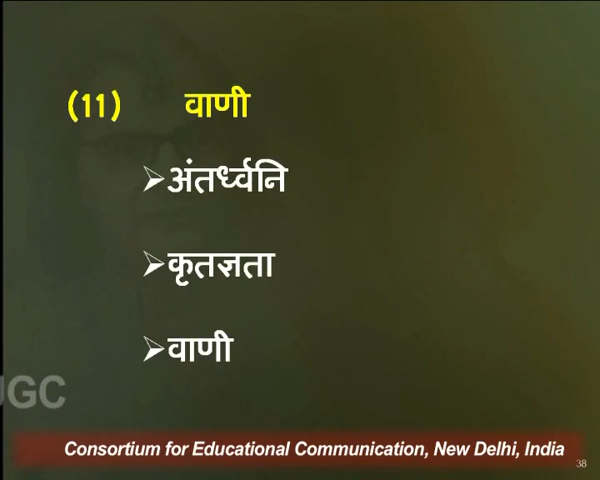 (11) वाणी
➢अंतर्ध्वनि
➢कृतज्ञता
➢वाणी
UGC
Consortium for Educational Communication, New Delhi, India
38